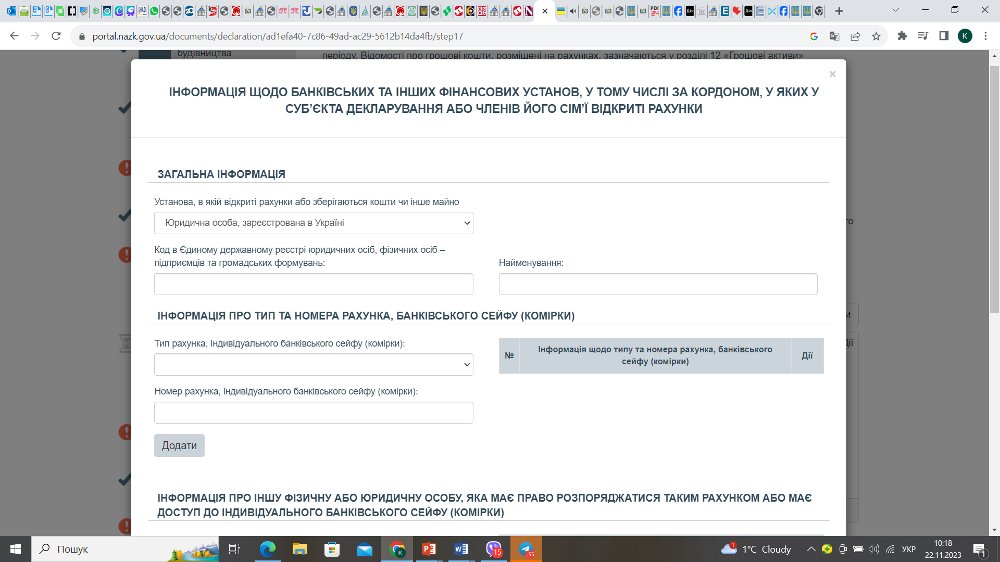 portal.nazk.gov.ua/documents/declaration/ad1efa40-7c86-49ad-ac29-5612b14da4fb/step17
K
будівництва
періоду. Відомості про грошові кошти, розміщені на рахунках, зазначаються у розділі 12 «Грошові активи»
×
ІНФОРМАЦІЯ ЩОДО БАНКІВСЬКИХ ТА ІНШИХ ФІНАНСОВИХ УСТАНОВ, У ТОМУ ЧИСЛІ ЗА КОРДОНОМ, У ЯКИХ У
СУБ’ЄКТА ДЕКЛАРУВАННЯ АБО ЧЛЕНІВ ЙОГО СІМ’Ї ВІДКРИТІ РАХУНКИ
ЗАГАЛЬНА ІНФОРМАЦІЯ
Установа, в якій відкриті рахунки або зберігаються кошти чи інше майно
Юридична особа, зареєстрована в Україні
Код в Єдиному державному реєстрі юридичних осіб, фізичних осіб –
підприємців та громадських формувань:
Найменування:
ІНФОРМАЦІЯ ПРО ТИП ТА НОМЕРА РАХУНКА, БАНКІВСЬКОГО СЕЙФУ (КОМІРКИ)
Тип рахунка, індивідуального банківського сейфу (комірки):
№ Інформація щодо типу та номера рахунка, банківського
сейфу (комірки) Дії
Номер рахунка, індивідуального банківського сейфу (комірки):
Додати
ІНФОРМАЦІЯ ПРО ІНШУ ФІЗИЧНУ АБО ЮРИДИЧНУ ОСОБУ, ЯКА МАЄ ПРАВО РОЗПОРЯДЖАТИСЯ ТАКИМ РАХУНКОМ АБО МАЄ
ДОСТУП ДО ІНДИВІДУАЛЬНОГО БАНКІВСЬКОГО СЕЙФУ (КОМІРКИ)
Пошук
15
..55
1
1°C Cloudy
УКР
10:18
22.11.2023
1